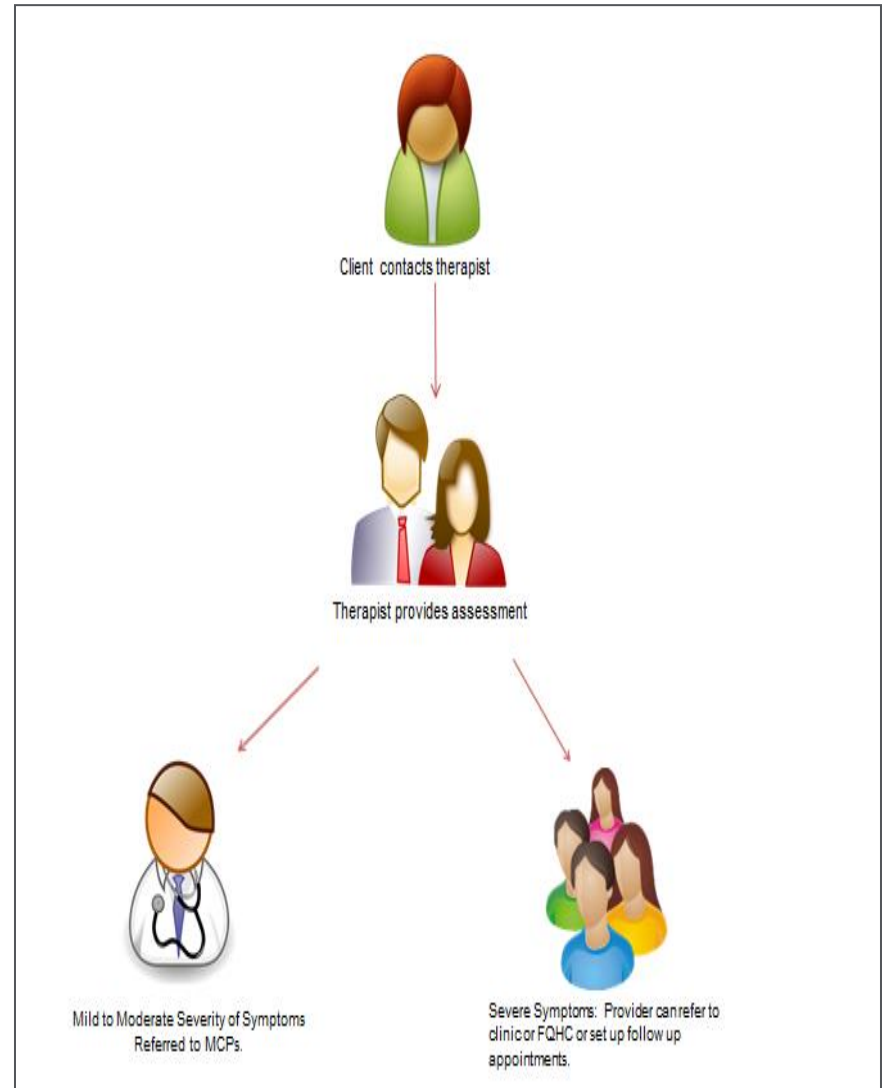 Client contacts therapist
Therapist provides assessment
Mild to Moderate Severity of Symptoms
Referred to MCPs.
Severe Symptoms: Provider can refer to
clinic or FQHC or set up follow up
appointments.